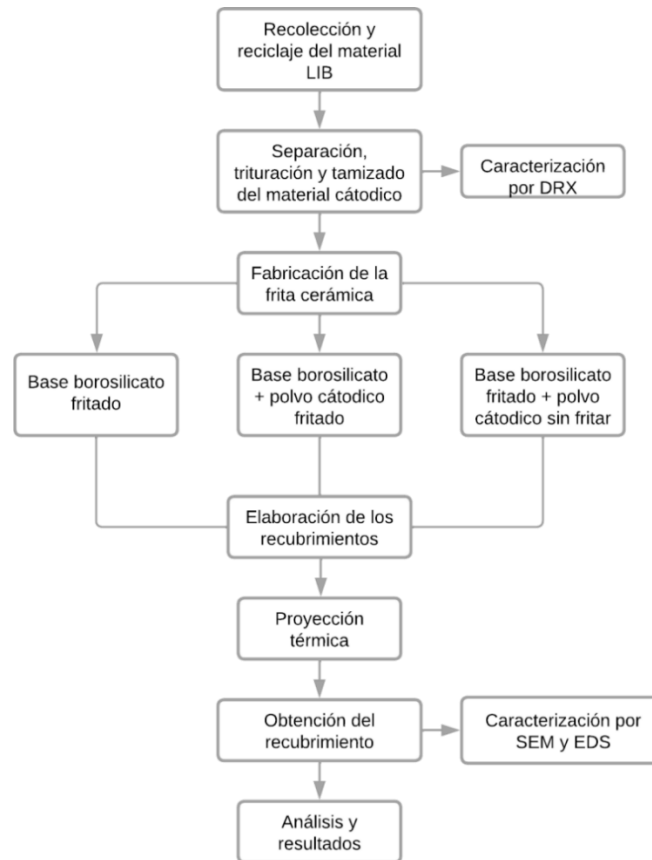 Recolección y
reciclaje del material
LIB
Separación,
trituración y tamizado
del material cátodico
Caracterización
por DRX
Fabricación de la
frita cerámica
Base borosilicato
fritado
Base borosilicato
+ polvo cátodico
fritado
Base borosilicato
fritado + polvo
cátodico sin fritar
Elaboración de los
recubrimientos
Proyección
térmica
Obtención del
recubrimiento
Caracterización por
SEM y EDS
Análisis y
resultados